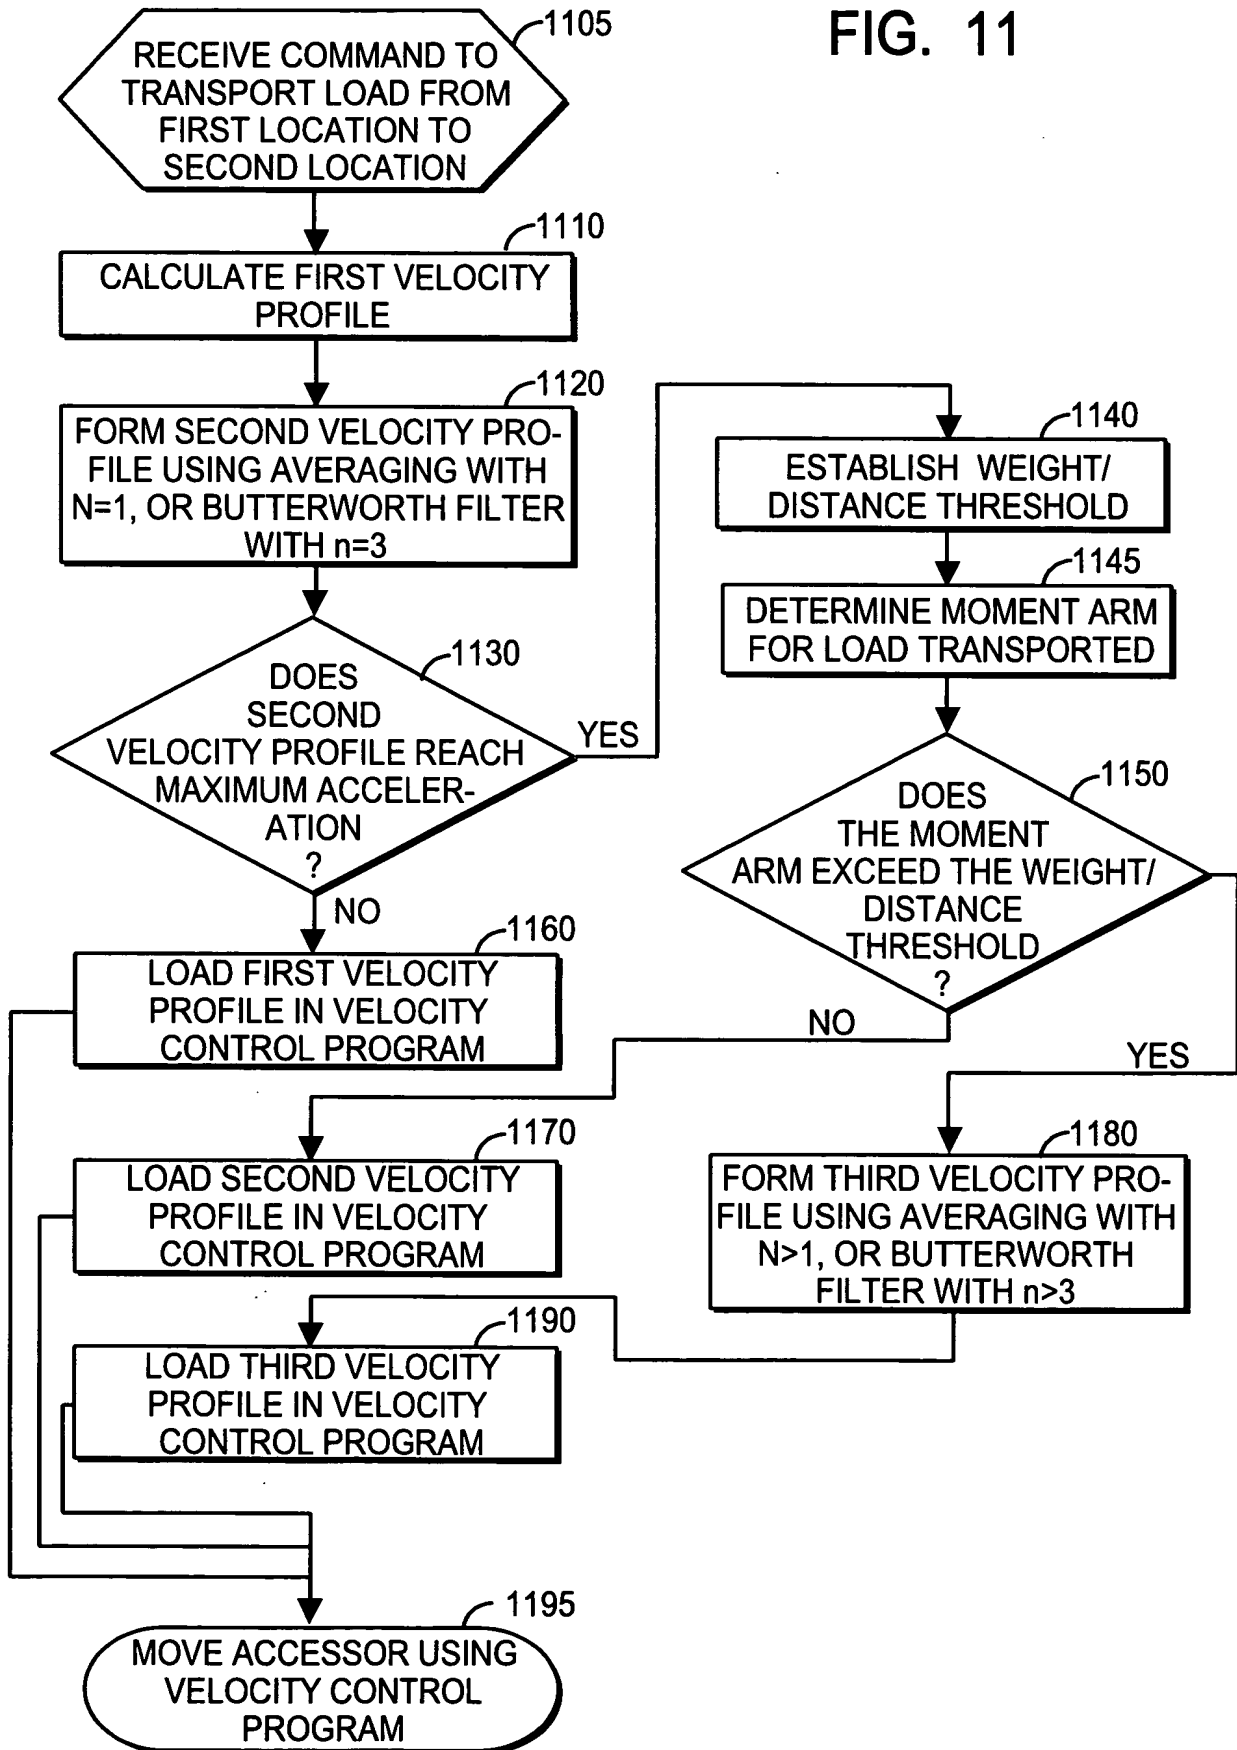 FIG. 11
1105
RECEIVE COMMAND TO
TRANSPORT LOAD FROM
FIRST LOCATION TO
SECOND LOCATION
1110
CALCULATE FIRST VELOCITY
PROFILE
1120
FORM SECOND VELOCITY PRO-
FILE USING AVERAGING WITH
N=1, OR BUTTERWORTH FILTER
WITH n=3
1130
DOES
SECOND
VELOCITY PROFILE REACH
MAXIMUM ACCELER-
ATION
?
YES
NO
1140
ESTABLISH WEIGHT/
DISTANCE THRESHOLD
1145
DETERMINE MOMENT ARM
FOR LOAD TRANSPORTED
1150
DOES
THE MOMENT
ARM EXCEED THE WEIGHT/
DISTANCE
THRESHOLD
?
NO
YES
1160
LOAD FIRST VELOCITY
PROFILE IN VELOCITY
CONTROL PROGRAM
1170
LOAD SECOND VELOCITY
PROFILE IN VELOCITY
CONTROL PROGRAM
1180
FORM THIRD VELOCITY PRO-
FILE USING AVERAGING WITH
N>1, OR BUTTERWORTH
FILTER WITH n>3
1190
LOAD THIRD VELOCITY
PROFILE IN VELOCITY
CONTROL PROGRAM
1195
MOVE ACCESSOR USING
VELOCITY CONTROL
PROGRAM